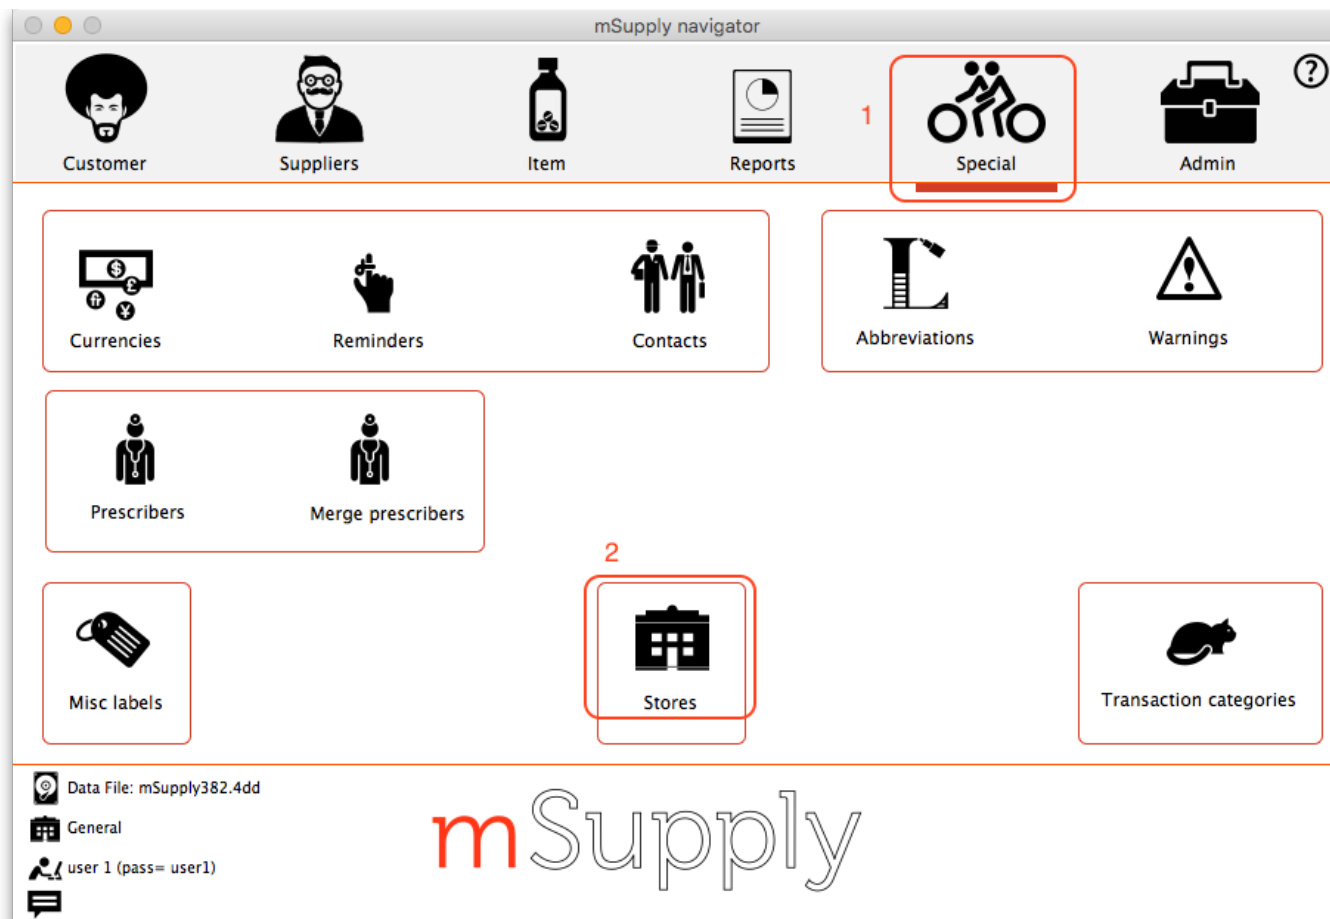 mSupply navigator
Customer
Suppliers
Item
Reports
1
Special
Admin
?
$
£
¥
Currencies
Reminders
Contacts
Abbreviations
Warnings
Prescribers
Merge prescribers
2
Misc labels
Stores
Transaction categories
Data File: mSupply382.4dd
General
user 1 (pass= user1)
mSupply